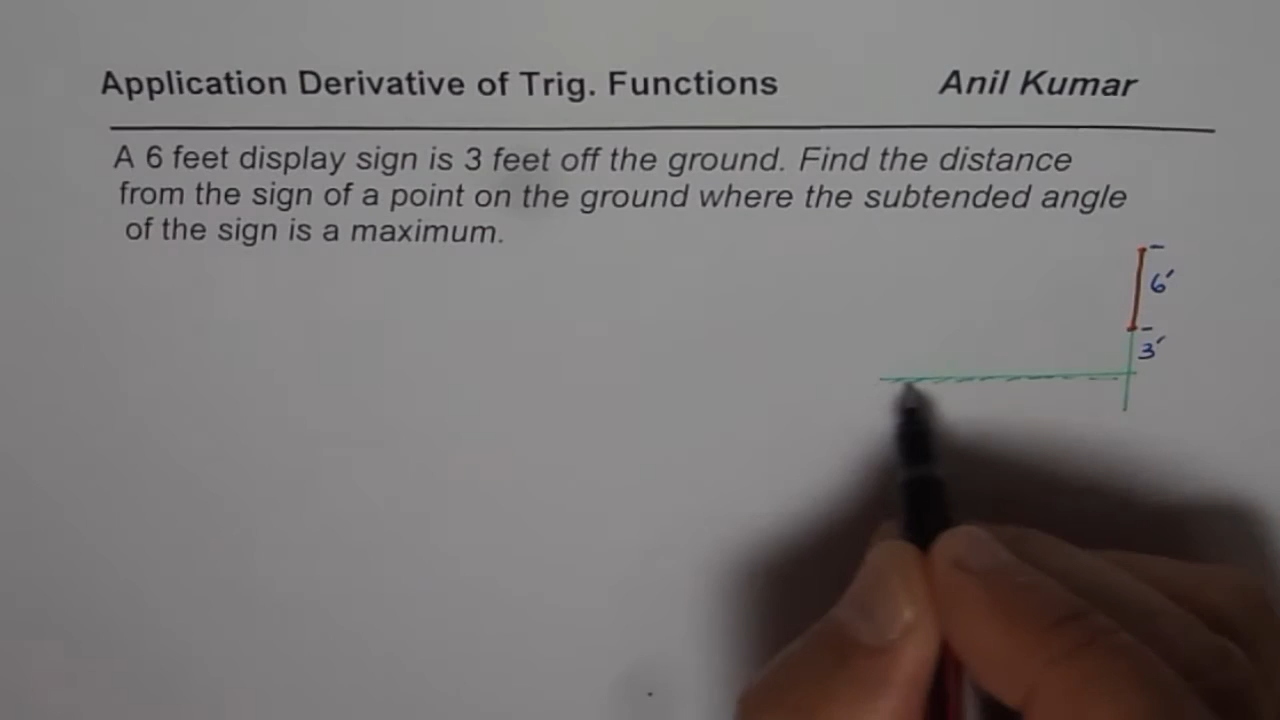 Application Derivative of Trig. Functions Anil Kumar
A 6 feet display sign is 3 feet off the ground. Find the distance
from the sign of a point on the ground where the subtended angle
of the sign is a maximum.
6'
3'